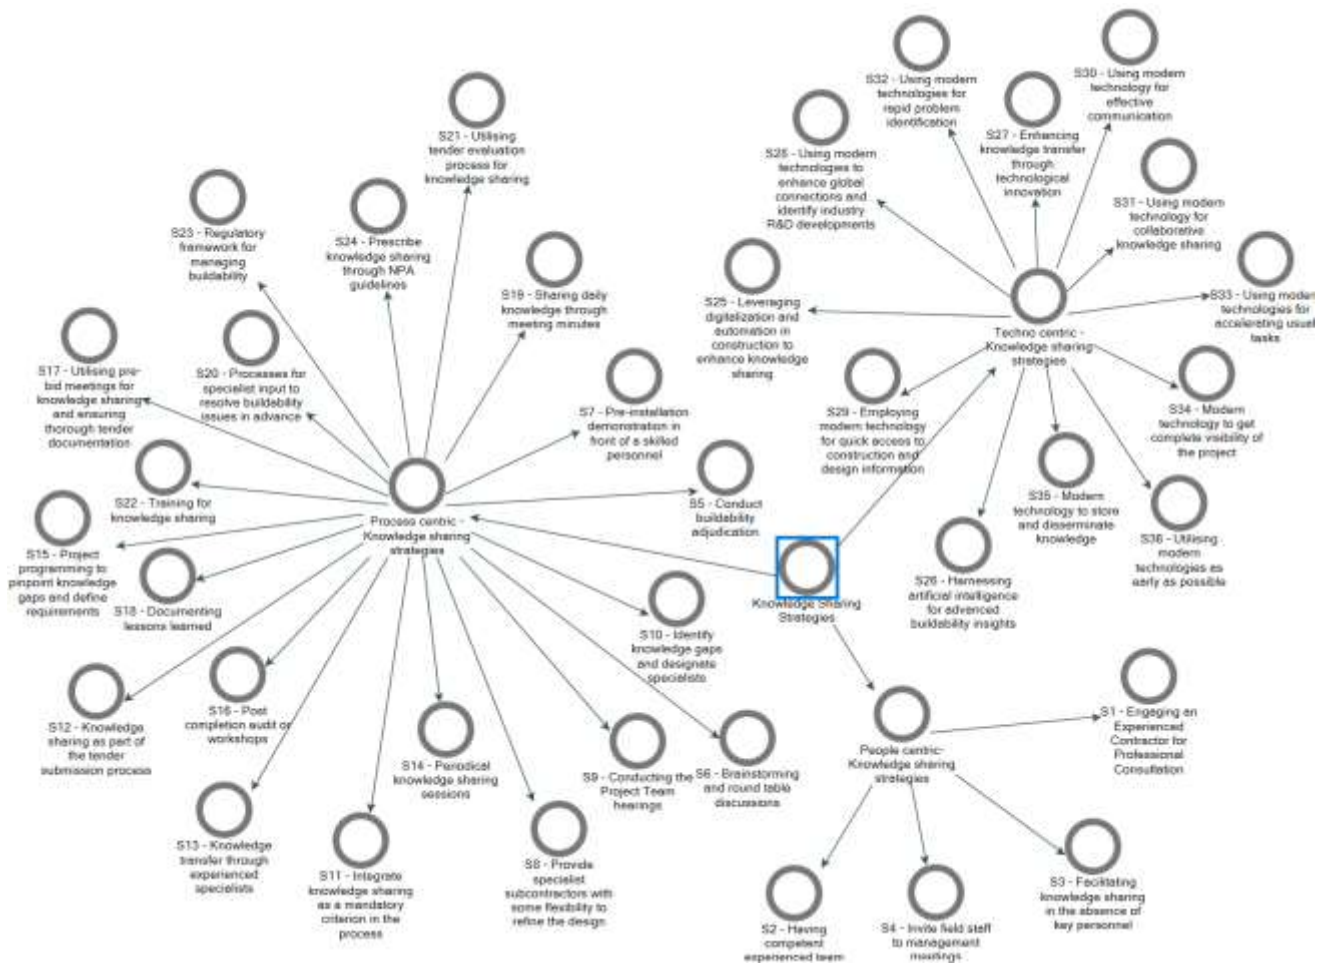 S32 - Using modern
technologies for
rapid problem
identification
S30 - Using modern
technology for
effective
communication
S21 - Utilising
tender evaluation
process for
knowledge sharing
S27 - Enhancing
knowledge transfer
through
technological
innovation
S28 - Using modern
technologies to
enhance global
connections and
identify industry
R&D developments
S31 - Using modern
technology for
collaborative
knowledge sharing
S23 - Regulatory
framework for
managing
buildability
S24 - Prescribe
knowledge sharing
through NPA
guidelines
S19 - Sharing daily
knowledge through
meeting minutes
S25 - Leveraging
digitalization and
automation in
construction to
enhance knowledge
sharing
Techno centric -
Knowledge sharing
strategies
S33 - Using moder
technologies for
accelerating usual
tasks
S17 - Utilising pre-
bid meetings for
knowledge sharing
and ensuring
thorough tender
documentation
S20 - Processes for
specialist input to
resolve buildability
issues in advance
S7 - Pre-installation
demonstration in
front of a skilled
personnel
S29 - Employing
modern technology
for quick access to
construction and
design information
S34 - Modern
technology to get
complete visibility of
the project
S22 - Training for
knowledge sharing
Process centric -
Knowledge sharing
strategies
S5 - Conduct
buildability
adjudication
S35 - Modern
technology to store
and disseminate
knowledge
S36 - Utilising
modern
technologies as
early as possible
S15 - Project
programming to
pinpoint knowledge
gaps and define
requirements
S18 - Documenting
lessons learned
S26 - Harnessing
artificial intelligence
for advanced
buildability insights
Knowledge Sharing
Strategies
S10 - Identify
knowledge gaps
and designate
specialists
S12 - Knowledge
sharing as part of
the tender
submission process
S16 - Post
completion audit or
workshops
S14 - Periodical
knowledge sharing
sessions
S9 - Conducting the
Project Team
hearings
S6 - Brainstorming
and round table
discussions
People centric-
Knowledge sharing
strategies
S1 - Engaging an
Experienced
Contractor for
Professional
Consultation
S13 - Knowledge
transfer through
experienced
specialists
S11 - Integrate
knowledge sharing
as a mandatory
criterion in the
process
S8 - Provide
specialist
subcontractors with
some flexibility to
refine the design
S2 - Having
competent
experienced team
S4 - Invite field staff
to management
meetings
S3 - Facilitating
knowledge sharing
in the absence of
key personnel